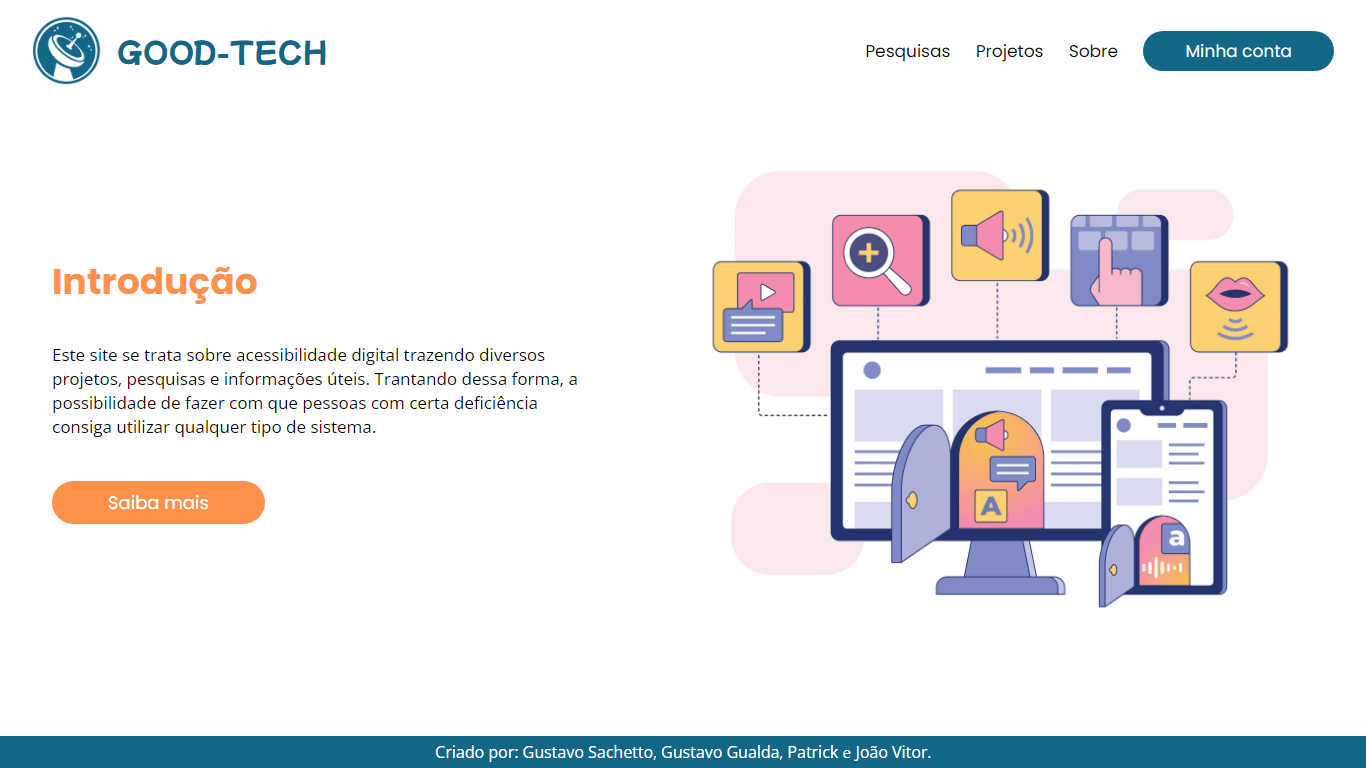 GOOD-TECH
Pesquisas Projetos Sobre Minha conta
Introdução
Este site se trata sobre acessibilidade digital trazendo diversos
projetos, pesquisas e informações úteis. Trantando dessa forma, a
possibilidade de fazer com que pessoas com certa deficiência
consiga utilizar qualquer tipo de sistema.
Saiba mais
A
a
Criado por: Gustavo Sachetto, Gustavo Gualda, Patrick e João Vitor.